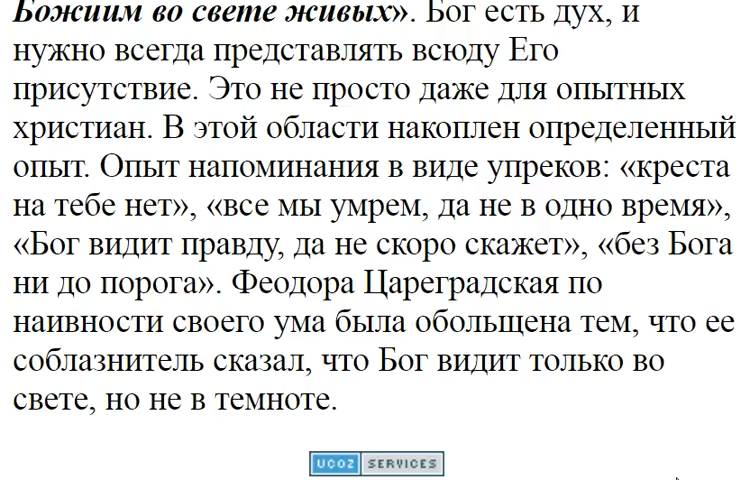 Божиим во свете живых». Бог есть дух, и
нужно всегда представлять всюду Его
присутствие. Это не просто даже для опытных
христиан. В этой области накоплен определенный
опыт. Опыт напоминания в виде упреков: «креста
на тебе нет», «все мы умрем, да не в одно время»,
«Бог видит правду, да не скоро скажет», «без Бога
ни до порога». Феодора Цареградская по
наивности своего ума была обольщена тем, что ее
соблазнитель сказал, что Бог видит только во
свете, но не в темноте.
UCOZ SERVICES